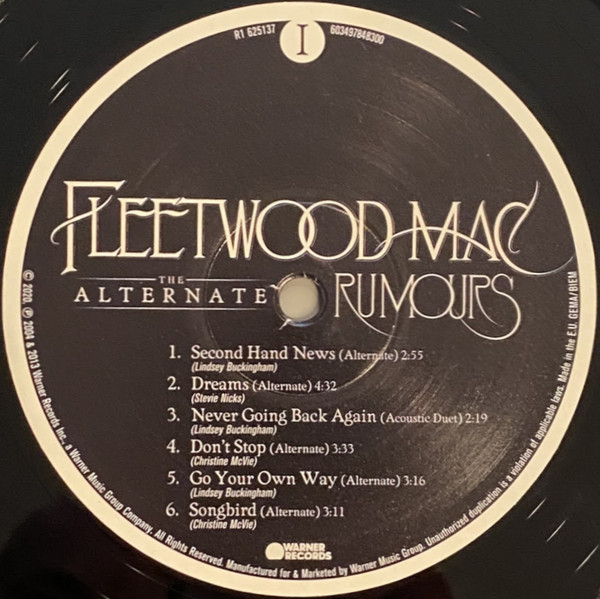 R1 625137 I 603497848300
FLEETWOOD MAC
THE
ALTERNATE RUMOURS
1. Second Hand News (Alternate) 2:55
(Lindsey Buckingham)
2. Dreams (Alternate) 4:32
(Stevie Nicks)
3. Never Going Back Again (Acoustic Duet) 2:19
(Lindsey Buckingham)
4. Don't Stop (Alternate) 3:33
(Christine McVie)
5. Go Your Own Way (Alternate) 3:16
(Lindsey Buckingham)
6. Songbird (Alternate) 3:11
(Christine McVie)
WARNER
RECORDS
© 2020, ℗ 2004 & 2013 Warner Records Inc., a Warner Music Group Company. All Rights Reserved. Manufactured for & Marketed by Warner Music Group. Unauthorized duplication is a violation of applicable laws. Made in the E.U. GEMA/BIEM